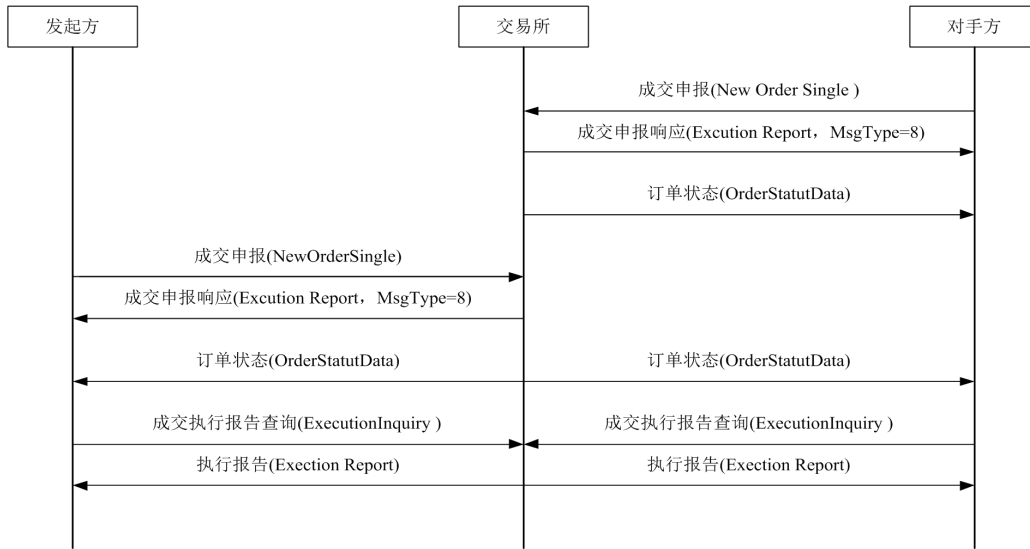 发起方
交易所
对手方
成交申报(New Order Single )
成交申报响应(Excution Report，MsgType=8)
订单状态(OrderStatutData)
成交申报(NewOrderSingle)
成交申报响应(Excution Report，MsgType=8)
订单状态(OrderStatutData)
订单状态(OrderStatutData)
成交执行报告查询(ExecutionInquiry )
成交执行报告查询(ExecutionInquiry )
执行报告(Exection Report)
执行报告(Exection Report)